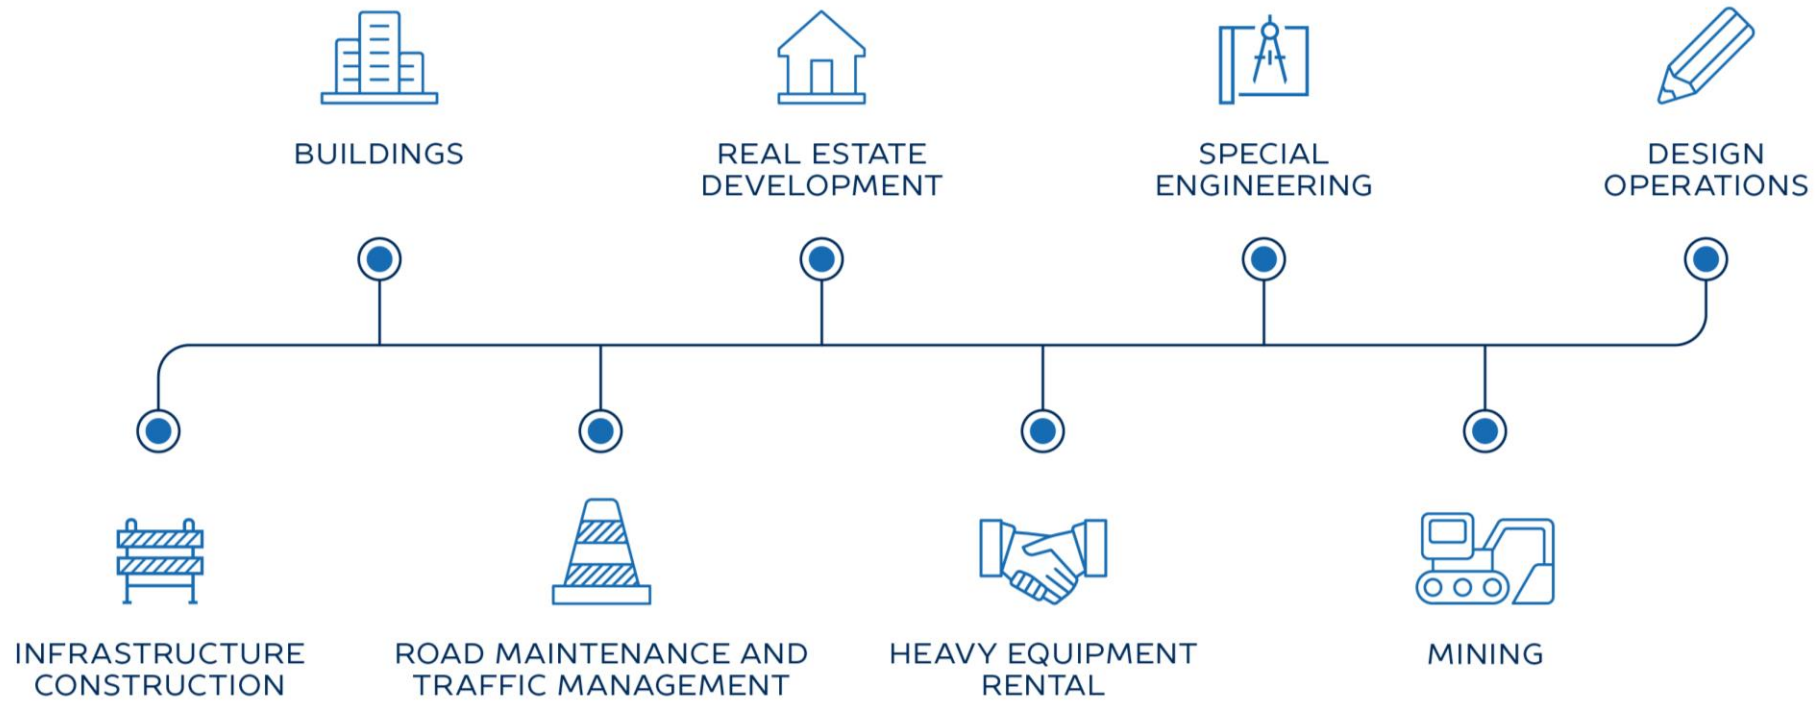 BUILDINGS
REAL ESTATE
DEVELOPMENT
SPECIAL
ENGINEERING
DESIGN
OPERATIONS
INFRASTRUCTURE
CONSTRUCTION
ROAD MAINTENANCE AND
TRAFFIC MANAGEMENT
HEAVY EQUIPMENT
RENTAL
MINING